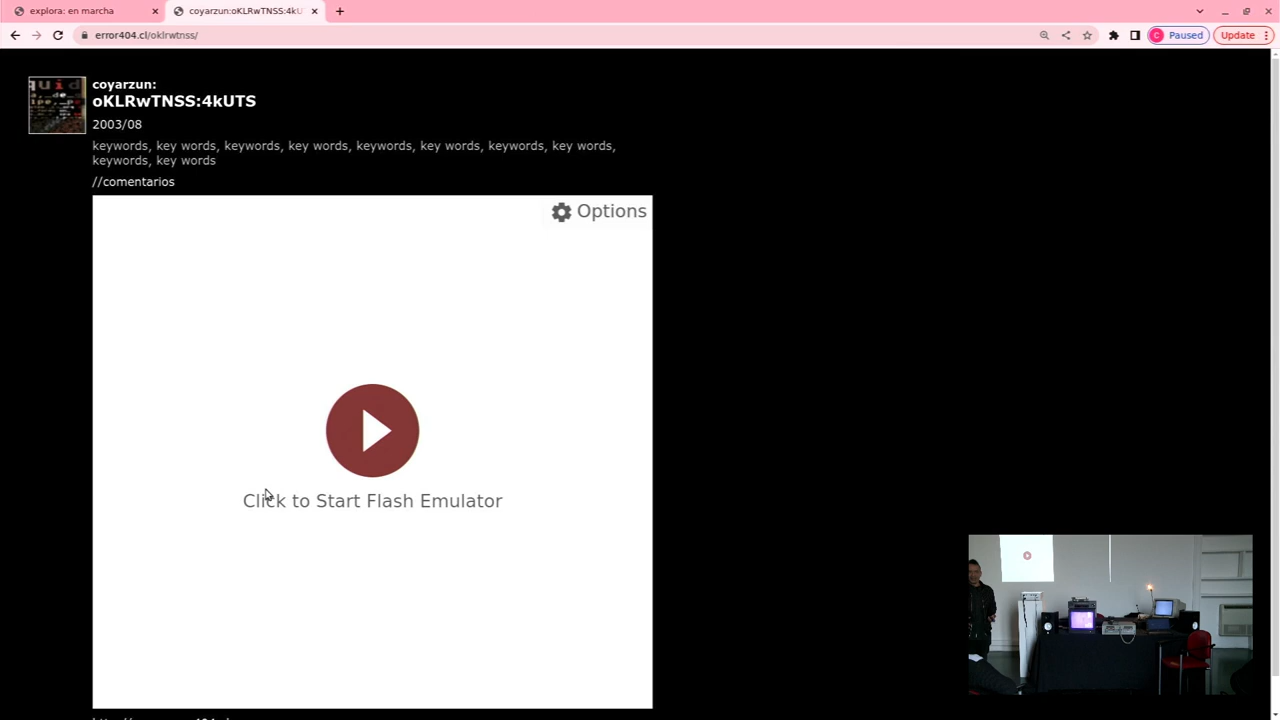 explora: en marcha
coyarzun:oKLRwTNSS:4kU
error404.cl/oklrwtnss/
C Paused
Update
coyarzun:
oKLRwTNSS:4kUTS
2003/08
keywords, key words, keywords, key words, keywords, key words, keywords, key words,
keywords, key words
//comentarios
Options
Click to Start Flash Emulator